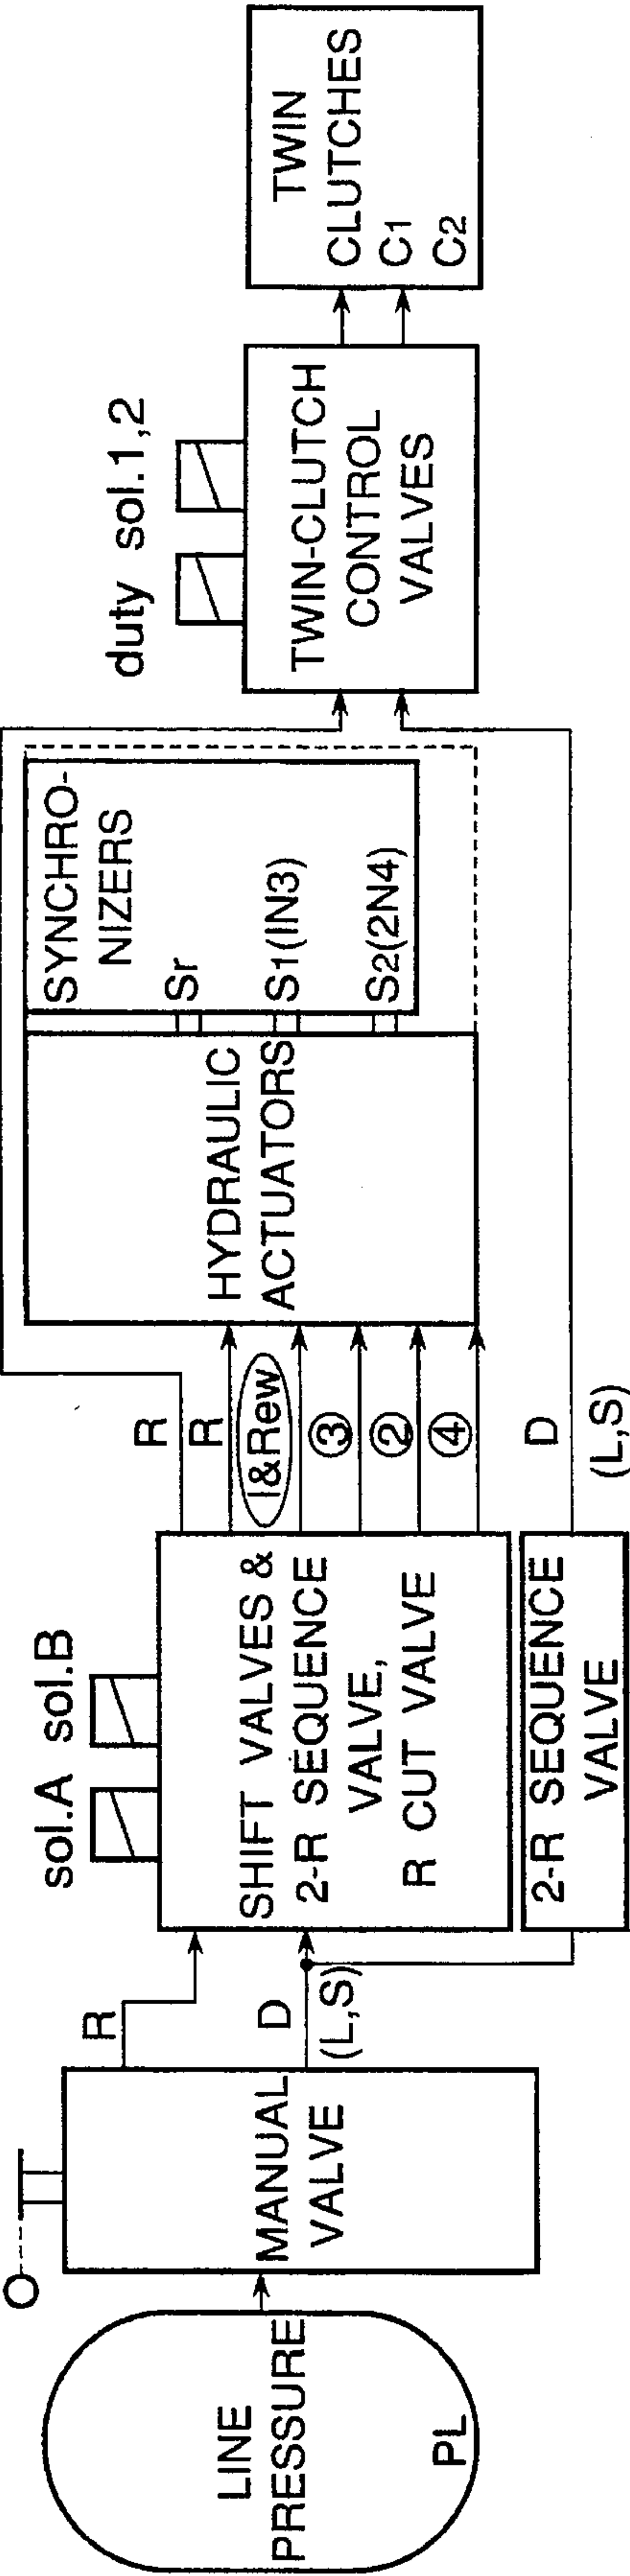 LINE
PRESSURE
PL
MANUAL
VALVE
R
D
(L,S)
sol.A sol.B
SHIFT VALVES &
2-R SEQUENCE
VALVE,
R CUT VALVE
2-R SEQUENCE
VALVE
R
R
1&Rew
③
②
④
D
(L,S)
HYDRAULIC
ACTUATORS
SYNCHRO-
NIZERS
Sr
S1(IN3)
S2(2N4)
duty sol.1,2
TWIN-CLUTCH
CONTROL
VALVES
TWIN
CLUTCHES
C1
C2